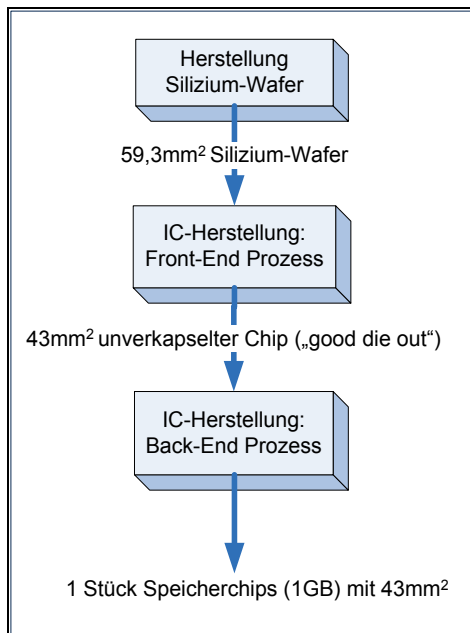 Herstellung
Silizium-Wafer
59,3mm² Silizium-Wafer
IC-Herstellung:
Front-End Prozess
43mm² unverkapselter Chip („good die out“)
IC-Herstellung:
Back-End Prozess
1 Stück Speicherchips (1GB) mit 43mm²